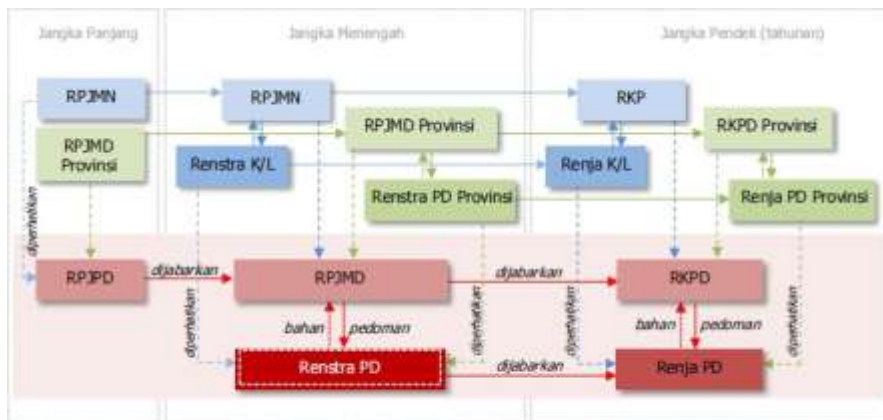 Jangka Panjang
Jangka Menengah
Jangka Pendek (tahunan)
RPJMN
RPJMN
RKP
RPJMD
Provinsi
RPJMD Provinsi
RKPD Provinsi
Renstra K/L
Renja K/L
Renstra PD Provinsi
Renja PD Provinsi
diperhatikan
RPJPD
dijabarkan
RPJMD
dijabarkan
RKPD
diperhatikan
bahan
pedoman
diperhatikan
diperhatikan
bahan
pedoman
diperhatikan
Renstra PD
dijabarkan
Renja PD